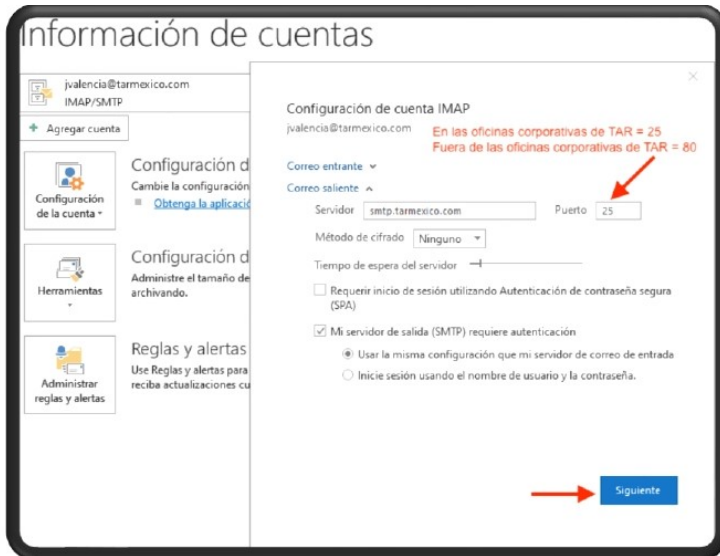 Información de cuentas
jvalencia@tarmexico.com
IMAP/SMTP
Agregar cuenta
Configuración de la cuenta
Configuración d
Cambie la configuración
Obtenga la aplicació
Herramientas
Configuración d
Administre el tamaño de
archivando.
Administrar
reglas y alertas
Reglas y alertas
Use Reglas y alertas para
reciba actualizaciones cu
Configuración de cuenta IMAP
jvalencia@tarmexico.com
En las oficinas corporativas de TAR = 25
Fuera de las oficinas corporativas de TAR = 80
Correo entrante
Correo saliente
Servidor smtp.tarmexico.com Puerto 25
Método de cifrado Ninguno
Tiempo de espera del servidor
Requerir inicio de sesión utilizando Autenticación de contraseña segura
(SPA)
Mi servidor de salida (SMTP) requiere autenticación
Usar la misma configuración que mi servidor de correo de entrada
Inicie sesión usando el nombre de usuario y la contraseña.
Siguiente